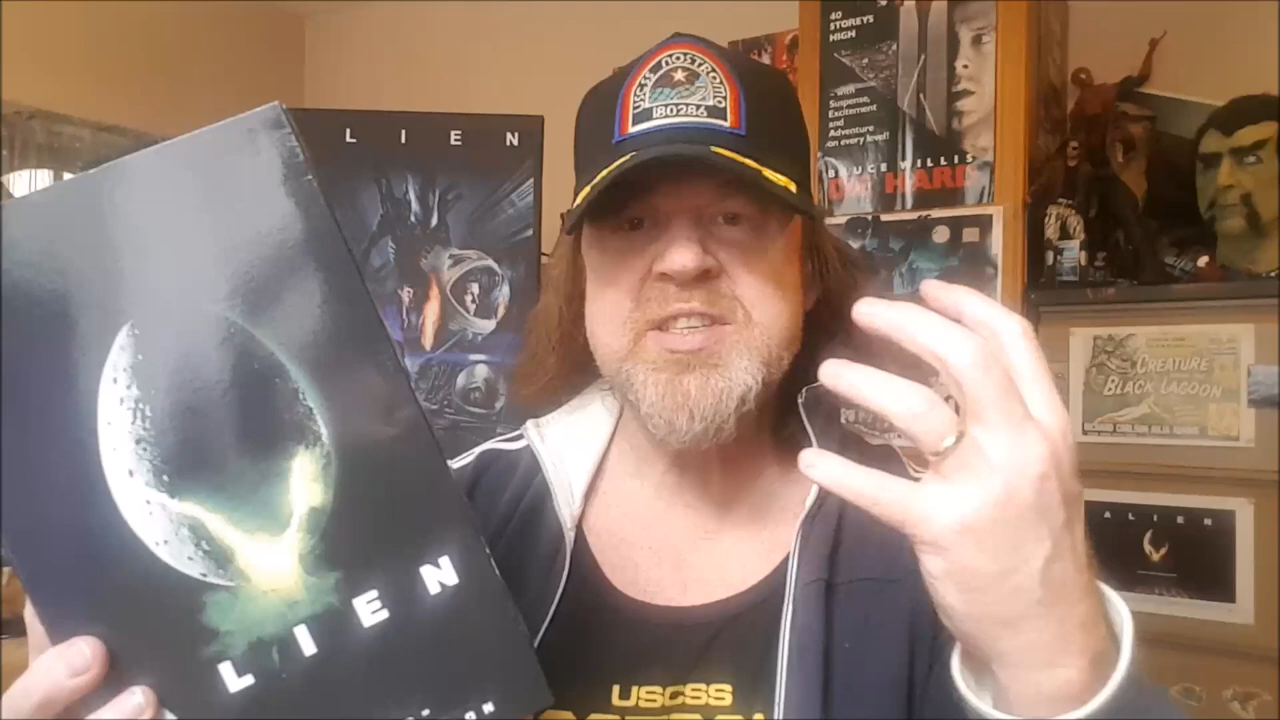 USCSS NOSTROMO
180286
L I E N
40
STOREYS
HIGH
- with
Suspense,
Excitement
and
Adventure
on every level!
BRUCE WILLIS
DIE HARD
CREATURE
BLACK LAGOON
A L I E N
L I E N
USCSS